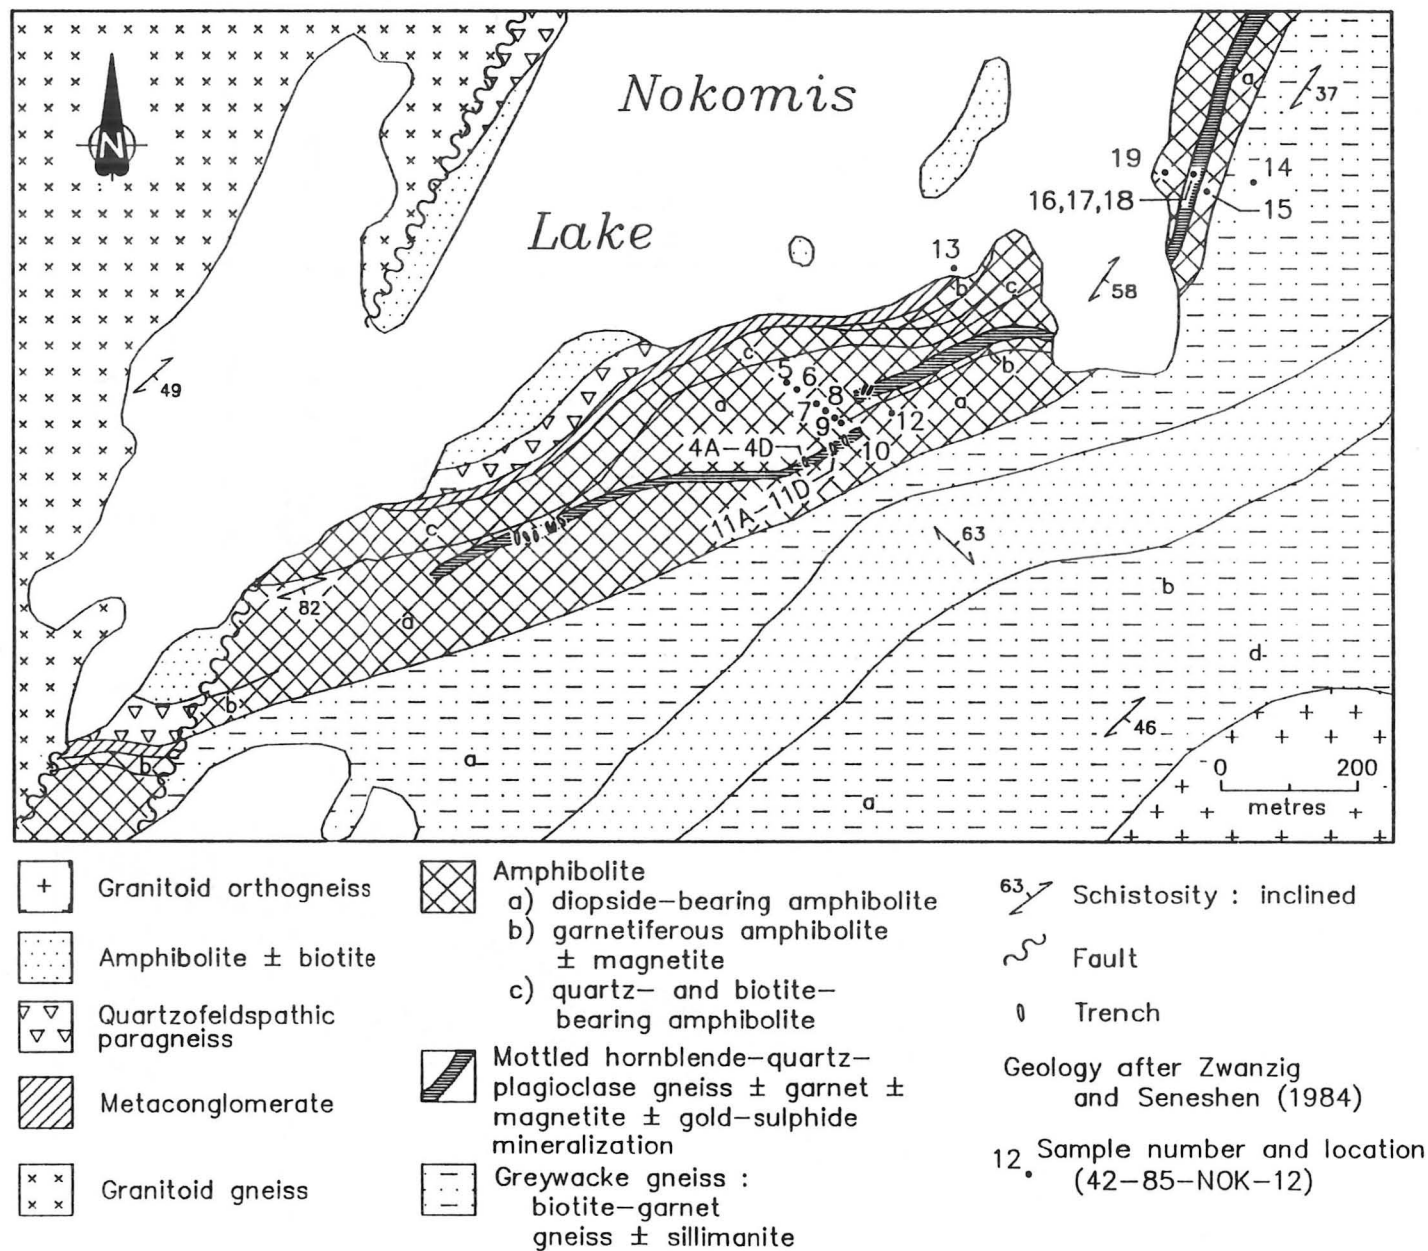 N
Nokomis
Lake
a
37
19
14
16,17,18
15
13
b
c
58
49
c
5
6
b
a
8
a
7
12
9
4A–4D
10
11A–11D
c
63
b
82
a
d
b
46
a
b
0 200
metres
a
Granitoid orthogneiss
Amphibolite ± biotite
Quartzofeldspathic
paragneiss
Metaconglomerate
Granitoid gneiss
Amphibolite
a) diopside–bearing amphibolite
b) garnetiferous amphibolite
± magnetite
c) quartz– and biotite–
bearing amphibolite
Mottled hornblende–quartz–
plagioclase gneiss ± garnet ±
magnetite ± gold–sulphide
mineralization
Greywacke gneiss :
biotite–garnet
gneiss ± sillimanite
63 Schistosity : inclined
Fault
Trench
Geology after Zwanzig
and Seneshen (1984)
12 Sample number and location
(42–85–NOK–12)